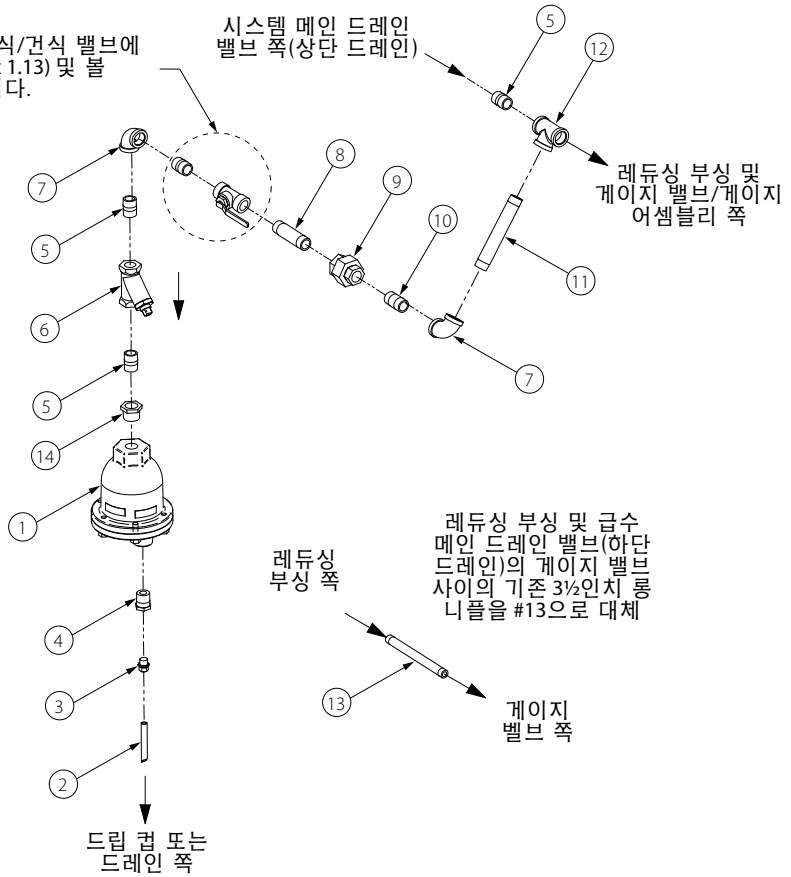 식/건식 밸브에
1.13) 및 볼
다.
시스템 메인 드레인
밸브 쪽(상단 드레인)
5
12
레듀싱 부싱 및
게이지 밸브/게이지
어셈블리 쪽
7
8
5
9
10
11
6
7
5
14
1
레듀싱
부싱 쪽
레듀싱 부싱 및 급수
메인 드레인 밸브(하단
드레인)의 게이지 밸브
사이의 기존 3½인치 롱
니플을 #13으로 대체
4
3
13
게이지
벨브 쪽
2
드립 컵 또는
드레인 쪽